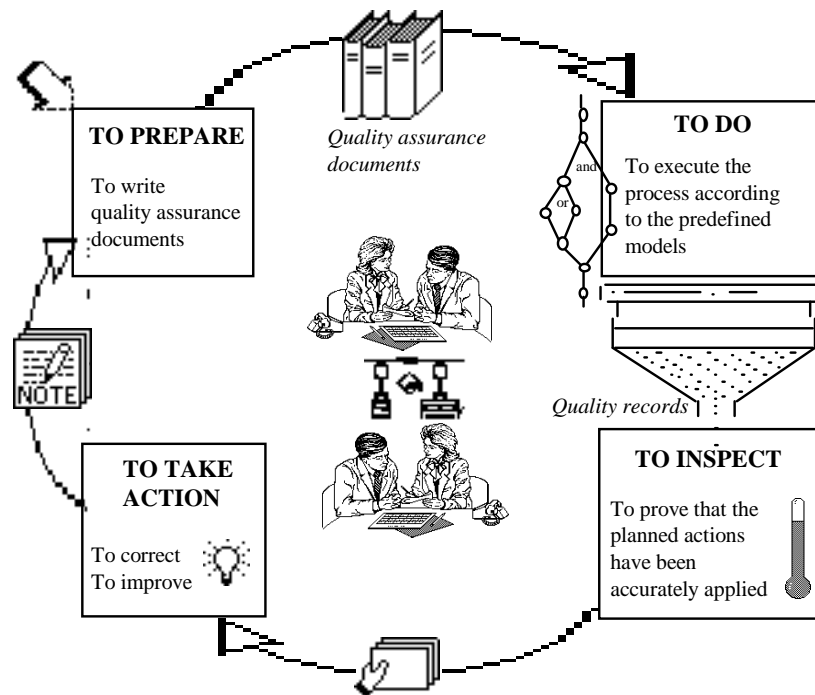 TO PREPARE
To write
quality assurance
documents
Quality assurance
documents
TO DO
To execute the
process according
to the predefined
models
and
or
Quality records
TO INSPECT
To prove that the
planned actions
have been
accurately applied
TO TAKE
ACTION
To correct
To improve
NOTE